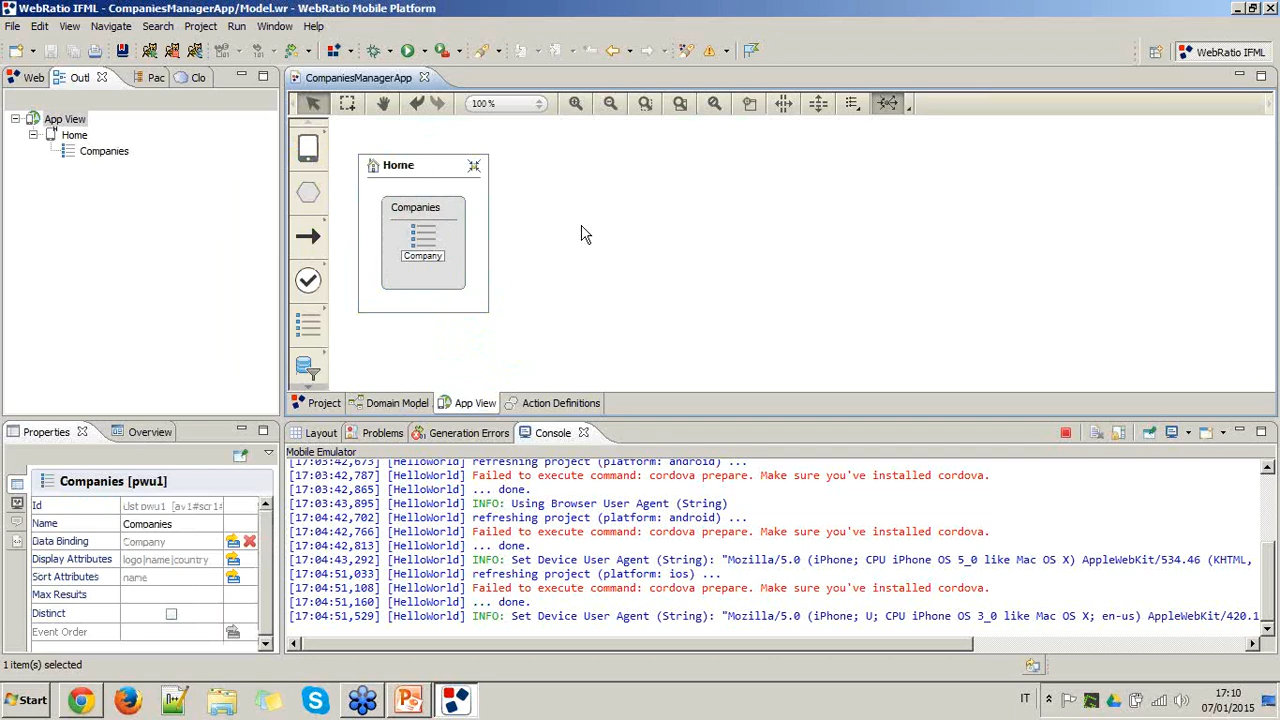 WebRatio IFML - CompaniesManagerApp/Model.wr - WebRatio Mobile Platform
File Edit View Navigate Search Project Run Window Help
WebRatio IFML
Web Outl Pac Clo
CompaniesManagerApp
100 %
App View
Home
Companies
Home
Companies
Company
Project Domain Model App View Action Definitions
Properties Overview
Layout Problems Generation Errors Console
Mobile Emulator
Companies [pwu1]
Id
Name Companies
Data Binding Company
Display Attributes logo|name|country
Sort Attributes name
Max Results
Distinct
Event Order
[17:03:42,673] [HelloWorld] refreshing project (platform: android) ...
[17:03:42,787] [HelloWorld] Failed to execute command: cordova prepare. Make sure you've installed cordova.
[17:03:42,865] [HelloWorld] ... done.
[17:03:43,895] [HelloWorld] INFO: Using Browser User Agent (String)
[17:04:42,702] [HelloWorld] refreshing project (platform: android) ...
[17:04:42,766] [HelloWorld] Failed to execute command: cordova prepare. Make sure you've installed cordova.
[17:04:42,813] [HelloWorld] ... done.
[17:04:43,292] [HelloWorld] INFO: Set Device User Agent (String): "Mozilla/5.0 (iPhone; CPU iPhone OS 5_0 like Mac OS X) AppleWebKit/534.46 (KHTML,
[17:04:51,033] [HelloWorld] refreshing project (platform: ios) ...
[17:04:51,108] [HelloWorld] Failed to execute command: cordova prepare. Make sure you've installed cordova.
[17:04:51,160] [HelloWorld] ... done.
[17:04:51,529] [HelloWorld] INFO: Set Device User Agent (String): "Mozilla/5.0 (iPhone; U; CPU iPhone OS 3_0 like Mac OS X; en-us) AppleWebKit/420.1
1 item(s) selected
Start
IT
17:10
07/01/2015